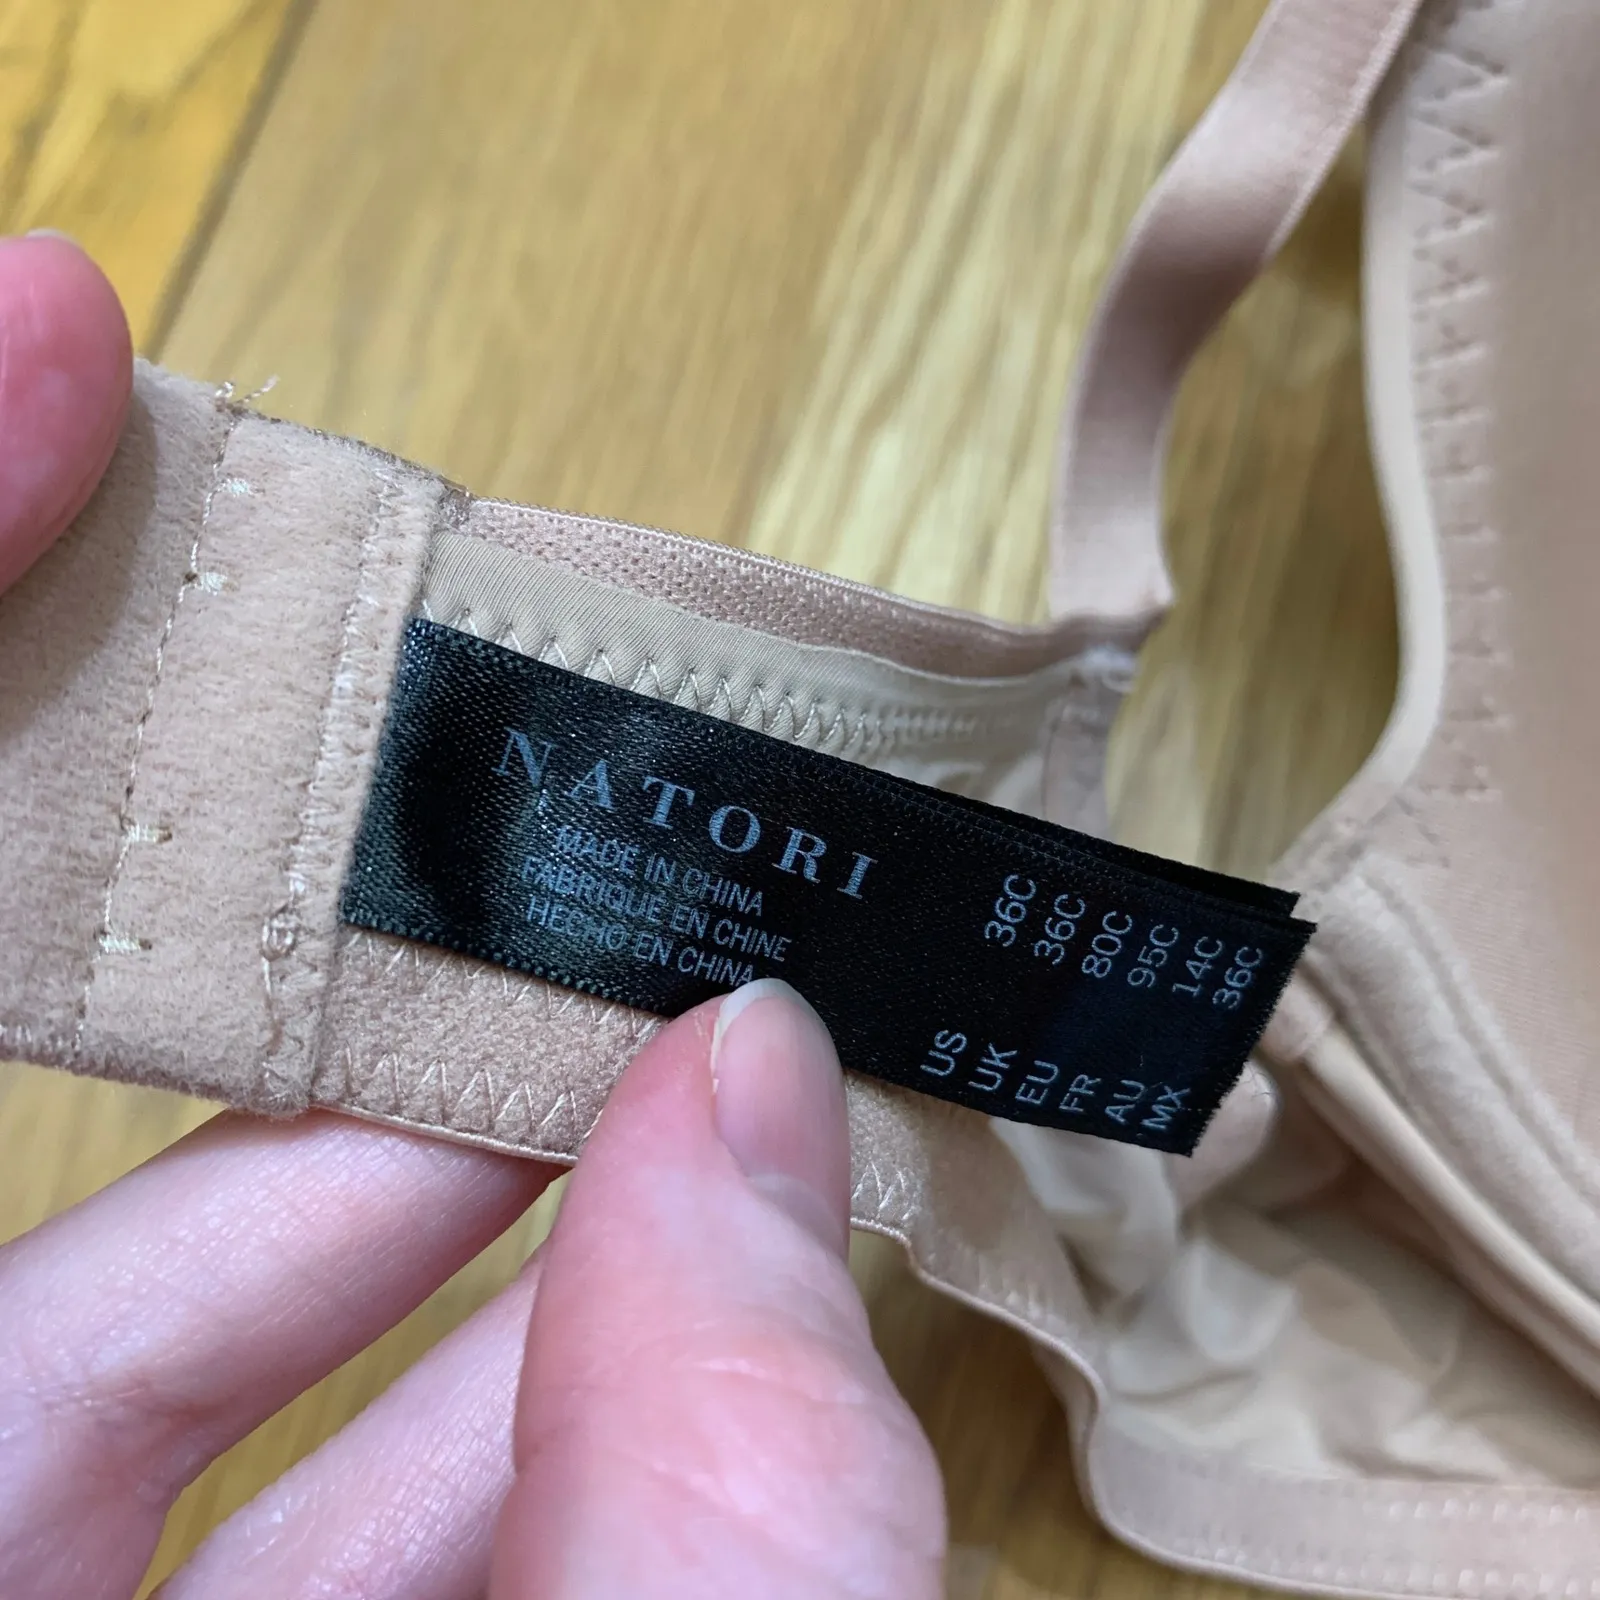 NATORI
MADE IN CHINA
FABRIQUE EN CHINE
HECHO EN CHINA
US 36C
UK 36C
EU 80C
FR 95C
AU 14C
MX 36C